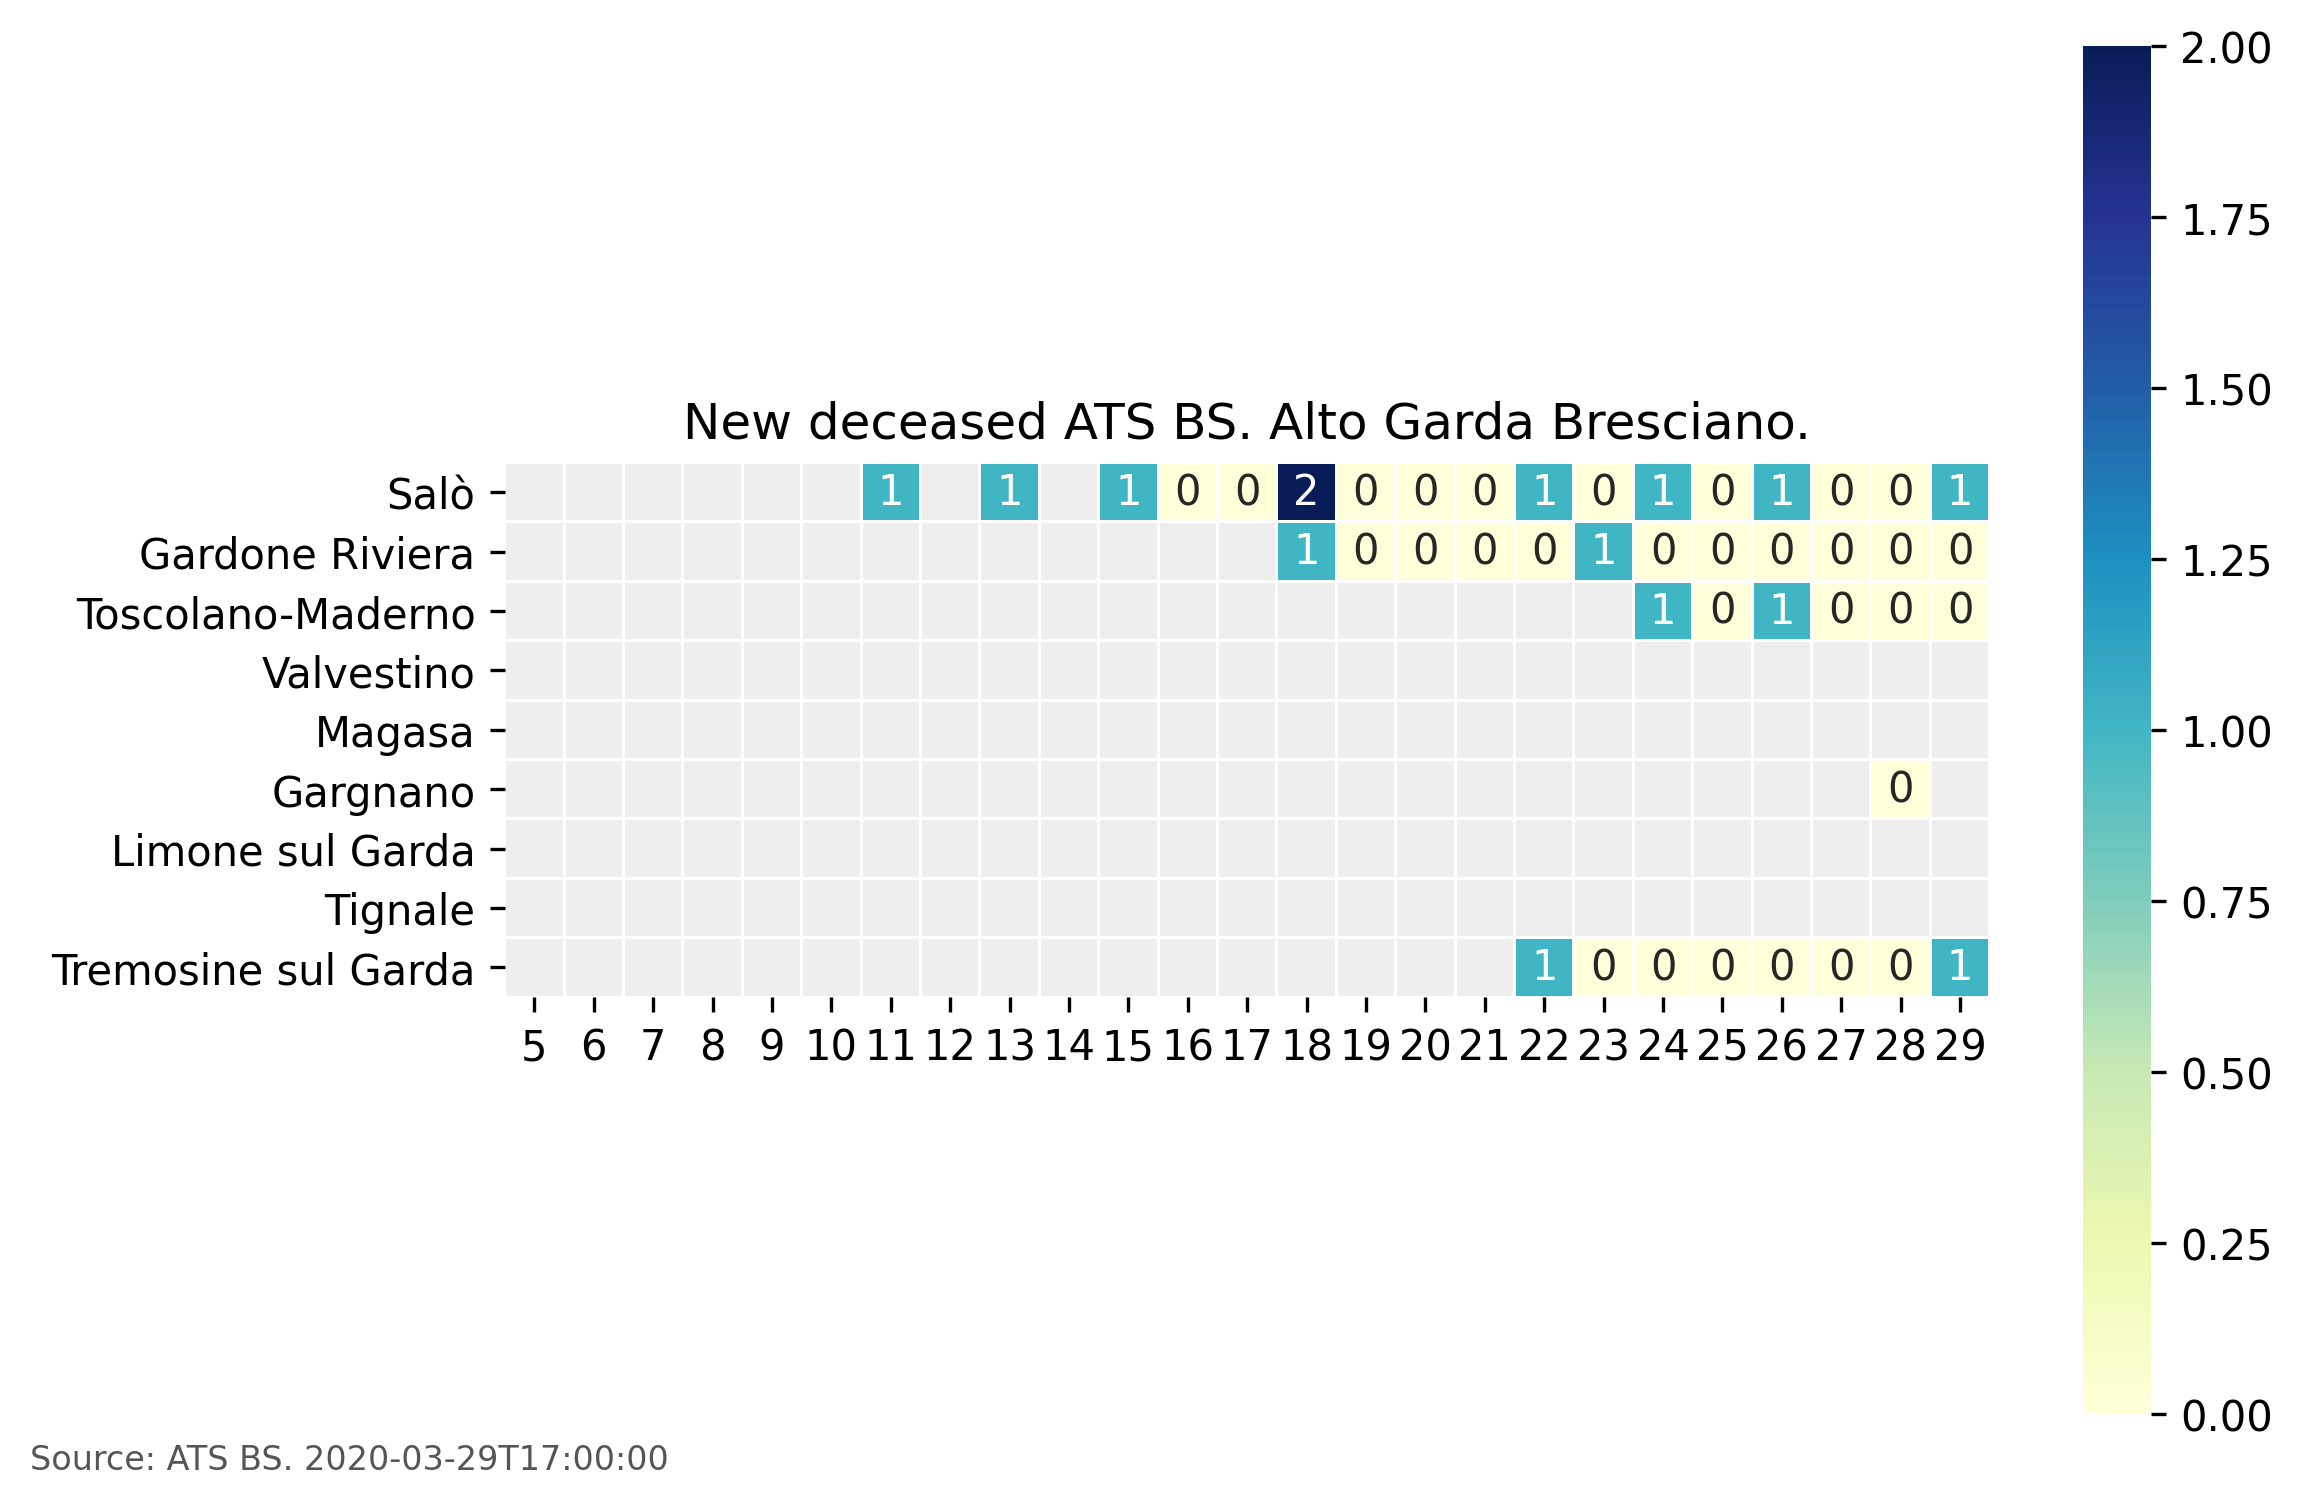 New deceased ATS BS. Alto Garda Bresciano.
Salò 1 1 1 0 0 2 0 0 0 1 0 1 0 1 0 0 1
Gardone Riviera 1 0 0 0 0 1 0 0 0 0 0 0
Toscolano-Maderno 1 0 1 0 0 0
Valvestino
Magasa
Gargnano 0
Limone sul Garda
Tignale
Tremosine sul Garda 1 0 0 0 0 0 0 1
5 6 7 8 9 10 11 12 13 14 15 16 17 18 19 20 21 22 23 24 25 26 27 28 29
2.00
1.75
1.50
1.25
1.00
0.75
0.50
0.25
0.00
Source: ATS BS. 2020-03-29T17:00:00